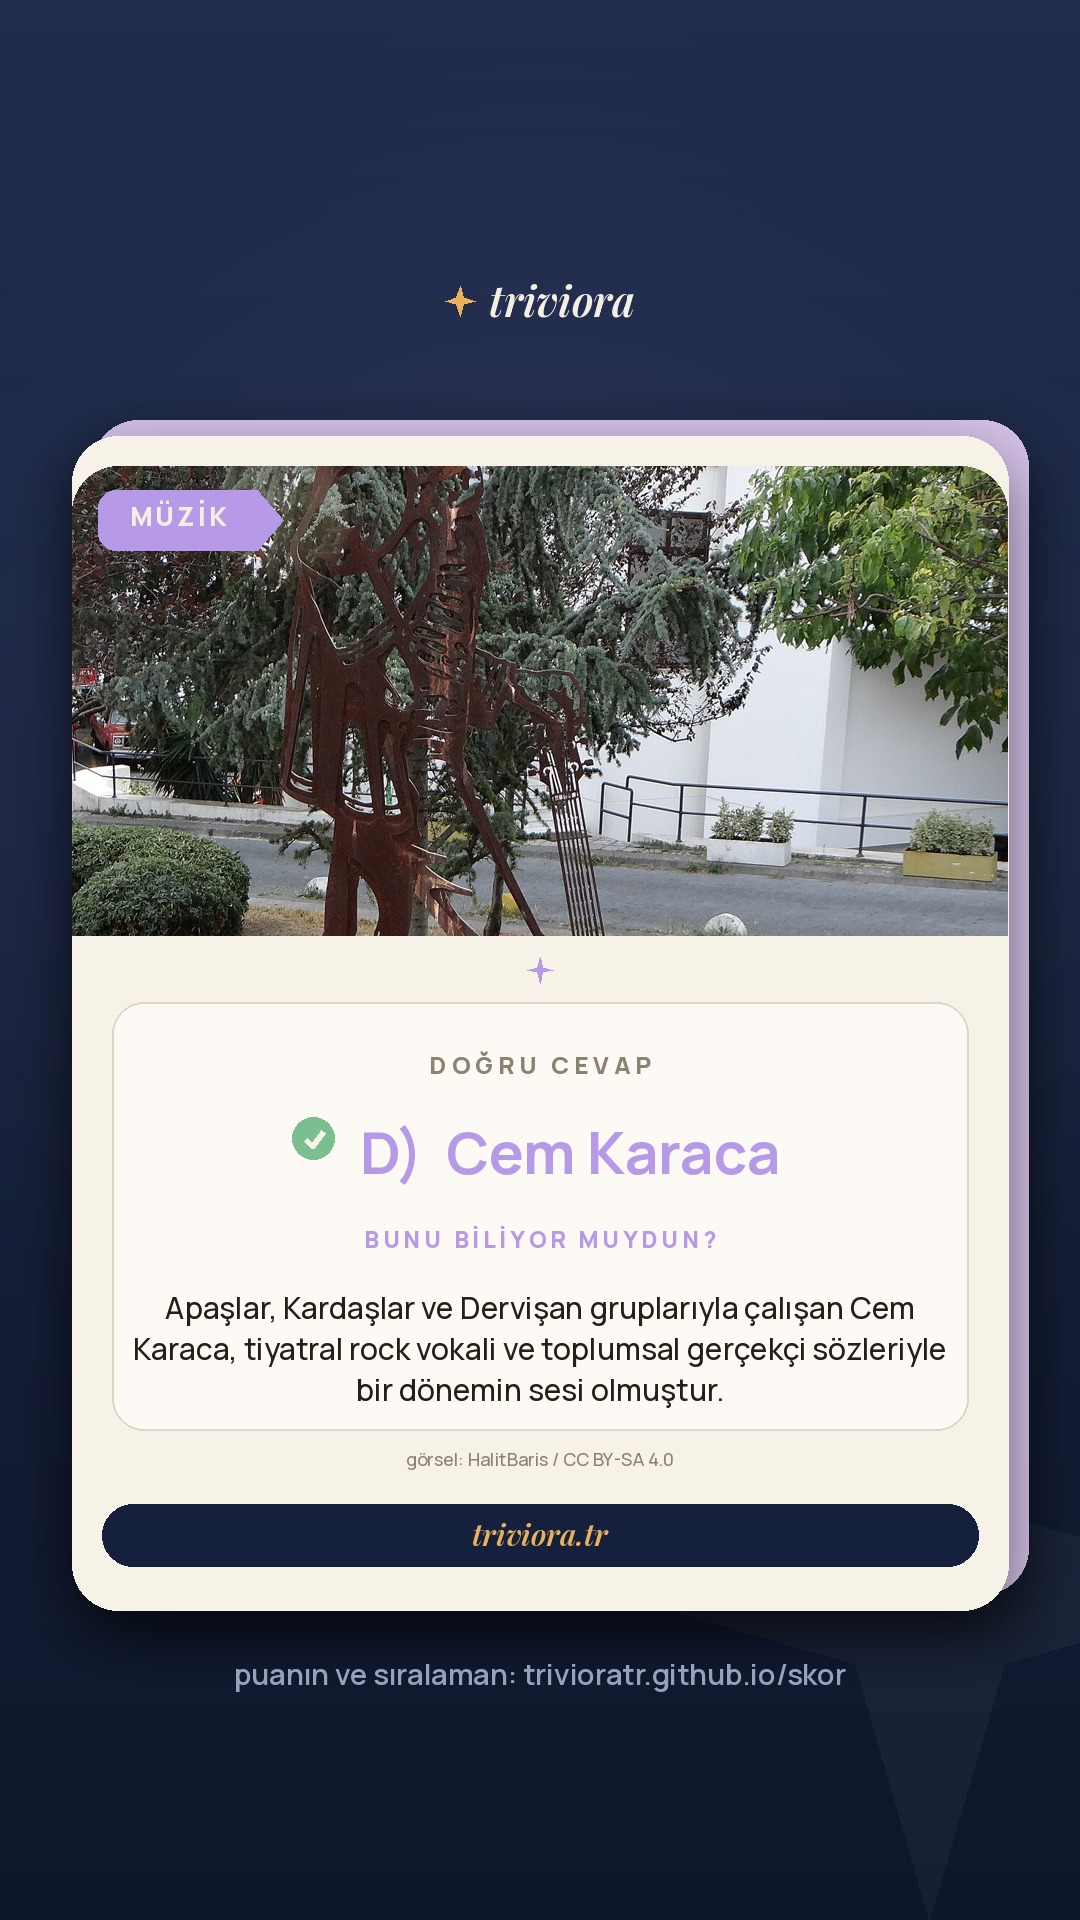 triviora
MÜZİK
DOĞRU CEVAP
D) Cem Karaca
BUNU BİLİYOR MUYDUN?
Apaşlar, Kardaşlar ve Dervişan gruplarıyla çalışan Cem
Karaca, tiyatral rock vokali ve toplumsal gerçekçi sözleriyle
bir dönemin sesi olmuştur.
görsel: HalitBaris / CC BY-SA 4.0
triviora.tr
puanın ve sıralaman: trivioratr.github.io/skor